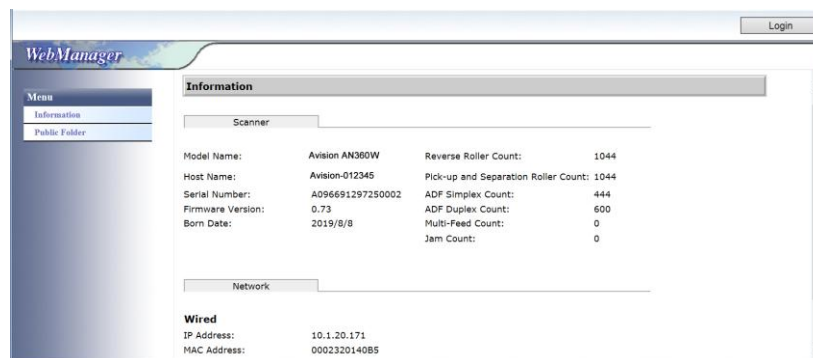 Login
WebManager
Menu
Information
Public Folder
Information
Scanner
Model Name: Avision AN360W Reverse Roller Count: 1044
Host Name: Avision-012345 Pick-up and Separation Roller Count: 1044
Serial Number: A096691297250002 ADF Simplex Count: 444
Firmware Version: 0.73 ADF Duplex Count: 600
Born Date: 2019/8/8 Multi-Feed Count: 0
Jam Count: 0
Network
Wired
IP Address: 10.1.20.171
MAC Address: 0002320140B5